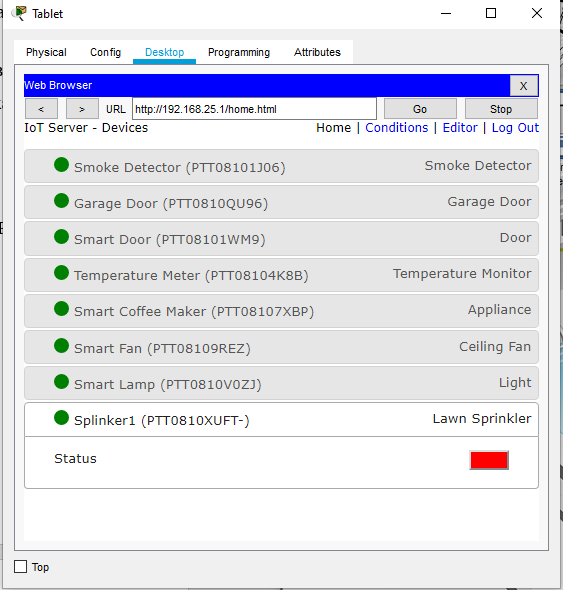 Tablet
Physical Config Desktop Programming Attributes
Web Browser X
< > URL http://192.168.25.1/home.html Go Stop
IoT Server - Devices Home | Conditions | Editor | Log Out
Smoke Detector (PTT08101J06) Smoke Detector
Garage Door (PTT0810QU96) Garage Door
Smart Door (PTT08101WM9) Door
Temperature Meter (PTT08104K8B) Temperature Monitor
Smart Coffee Maker (PTT08107XBP) Appliance
Smart Fan (PTT08109REZ) Ceiling Fan
Smart Lamp (PTT0810V0ZJ) Light
Splinker1 (PTT0810XUFT-) Lawn Sprinkler
Status
Top